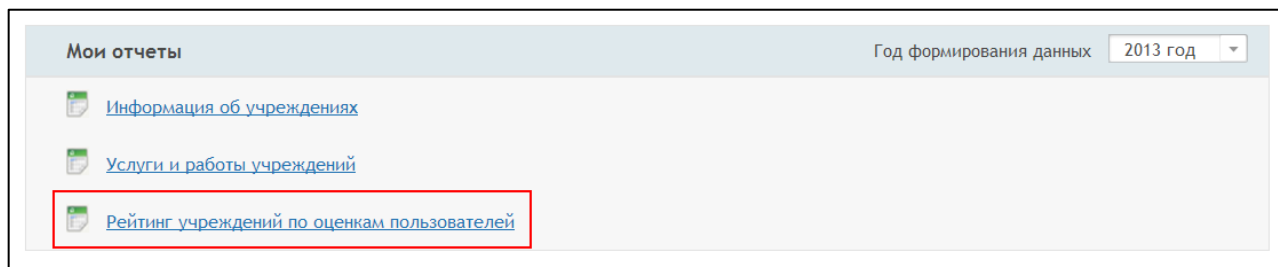 Мои отчеты Год формирования данных 2013 год
Информация об учреждениях
Услуги и работы учреждений
Рейтинг учреждений по оценкам пользователей